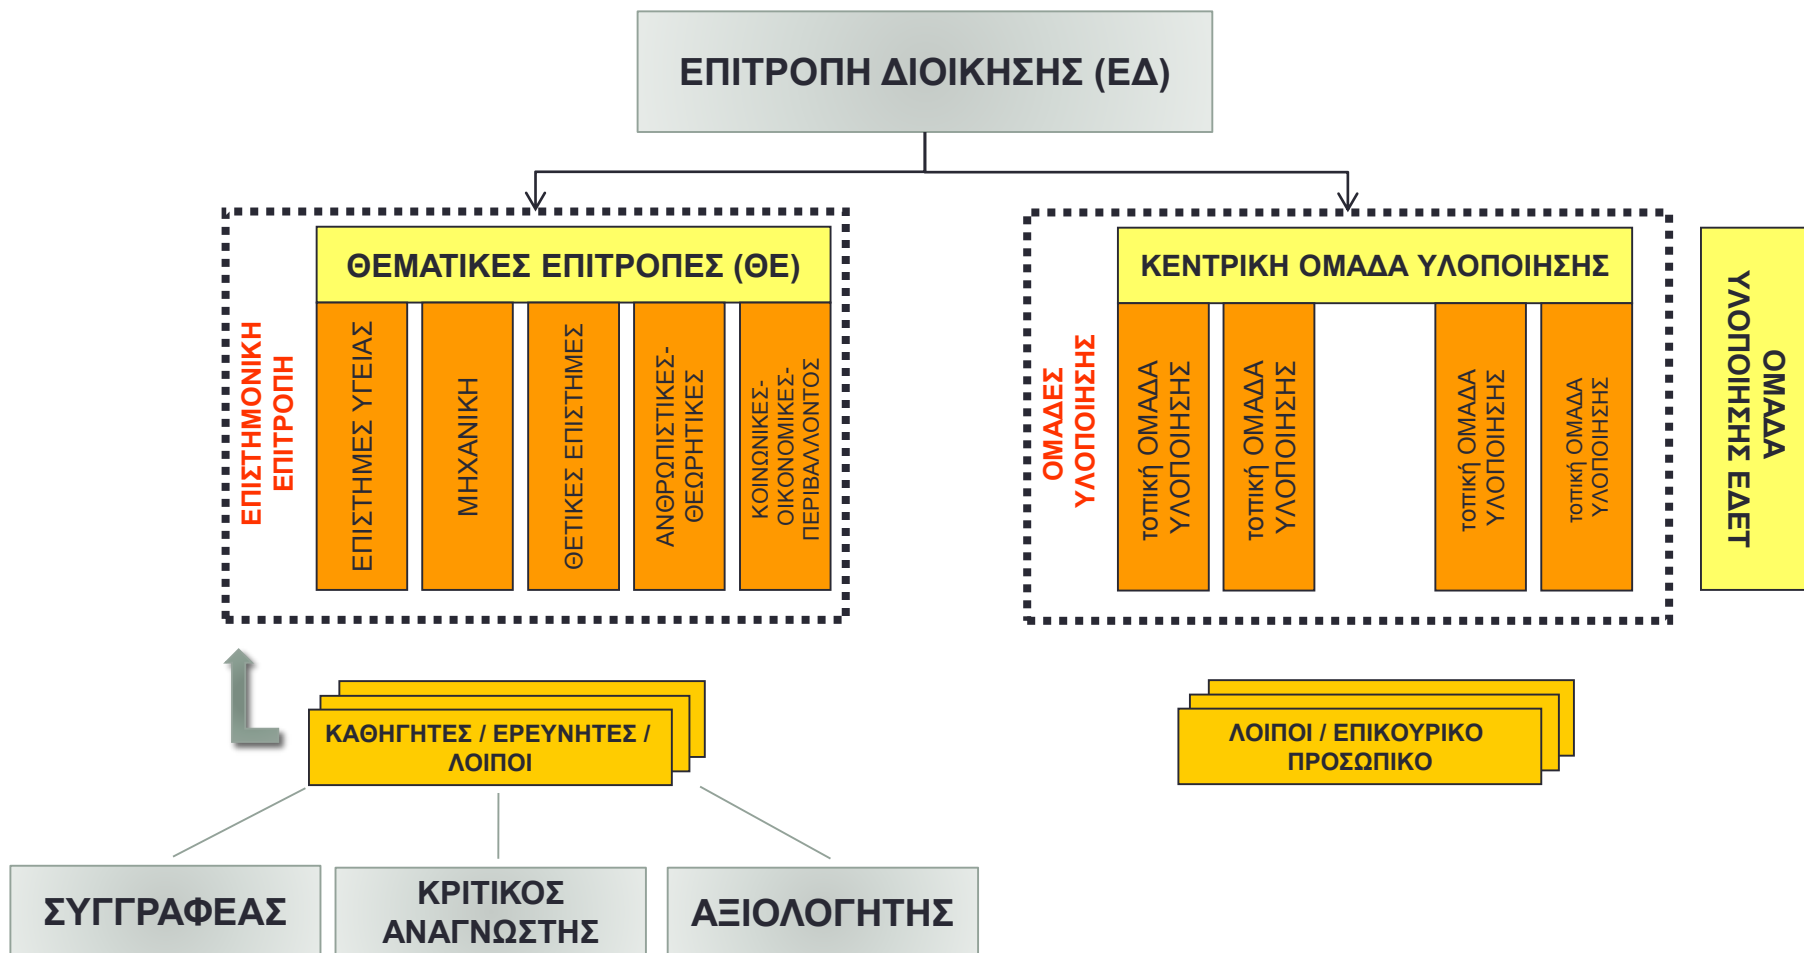 ΕΠΙΤΡΟΠΗ ΔΙΟΙΚΗΣΗΣ (ΕΔ)
ΕΠΙΣΤΗΜΟΝΙΚΗ
ΕΠΙΤΡΟΠΗ
ΘΕΜΑΤΙΚΕΣ ΕΠΙΤΡΟΠΕΣ (ΘΕ)
ΕΠΙΣΤΗΜΕΣ ΥΓΕΙΑΣ
ΜΗΧΑΝΙΚΗ
ΘΕΤΙΚΕΣ ΕΠΙΣΤΗΜΕΣ
ΑΝΘΡΩΠΙΣΤΙΚΕΣ-
ΘΕΩΡΗΤΙΚΕΣ
ΚΟΙΝΩΝΙΚΕΣ-
ΟΙΚΟΝΟΜΙΚΕΣ-
ΠΕΡΙΒΑΛΛΟΝΤΟΣ
ΟΜΑΔΕΣ
ΥΛΟΠΟΙΗΣΗΣ
ΚΕΝΤΡΙΚΗ ΟΜΑΔΑ ΥΛΟΠΟΙΗΣΗΣ
τοπική ΟΜΑΔΑ
ΥΛΟΠΟΙΗΣΗΣ
τοπική ΟΜΑΔΑ
ΥΛΟΠΟΙΗΣΗΣ
τοπική ΟΜΑΔΑ
ΥΛΟΠΟΙΗΣΗΣ
τοπική ΟΜΑΔΑ
ΥΛΟΠΟΙΗΣΗΣ
ΟΜΑΔΑ
ΥΛΟΠΟΙΗΣΗΣ ΕΔΕΤ
ΚΑΘΗΓΗΤΕΣ / ΕΡΕΥΝΗΤΕΣ /
ΛΟΙΠΟΙ
ΛΟΙΠΟΙ / ΕΠΙΚΟΥΡΙΚΟ
ΠΡΟΣΩΠΙΚΟ
ΣΥΓΓΡΑΦΕΑΣ
ΚΡΙΤΙΚΟΣ
ΑΝΑΓΝΩΣΤΗΣ
ΑΞΙΟΛΟΓΗΤΗΣ